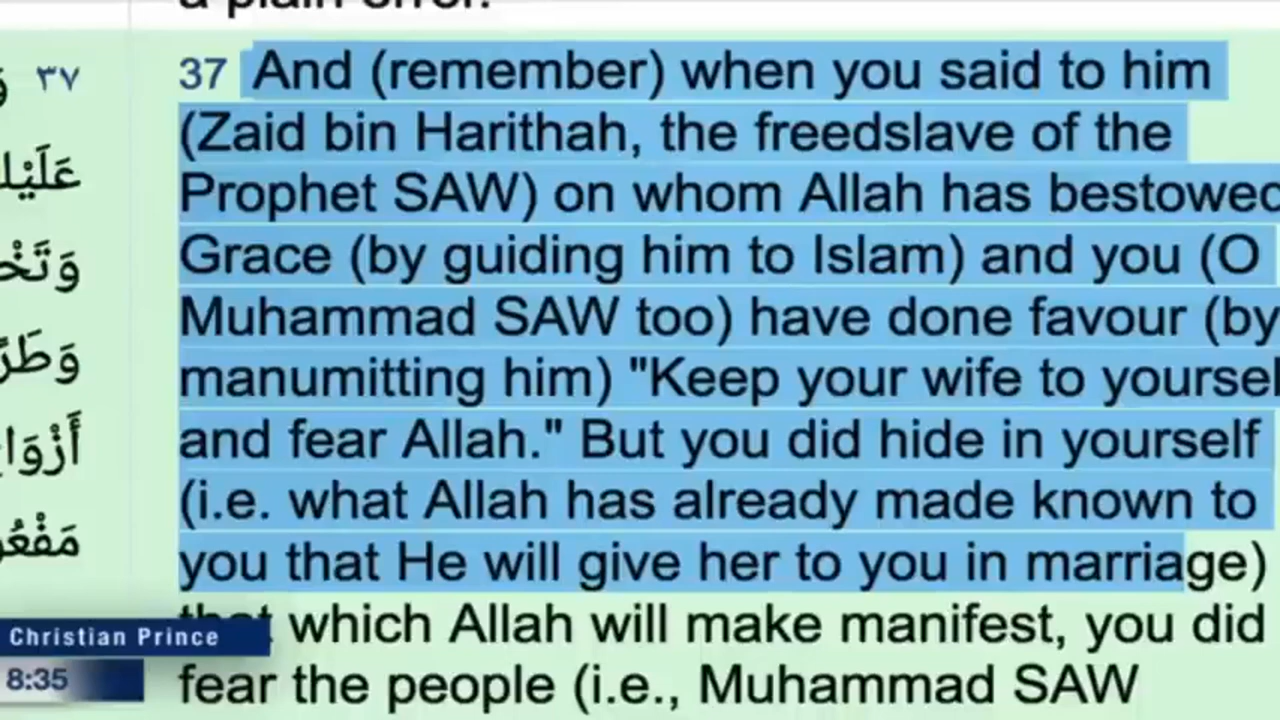 a plain error.
37 And (remember) when you said to him
(Zaid bin Harithah, the freedslave of the
Prophet SAW) on whom Allah has bestowed
Grace (by guiding him to Islam) and you (O
Muhammad SAW too) have done favour (by
manumitting him) "Keep your wife to yoursel
and fear Allah." But you did hide in yourself
(i.e. what Allah has already made known to
you that He will give her to you in marriage)
that which Allah will make manifest, you did
fear the people (i.e., Muhammad SAW
٣٧
Christian Prince
8:35